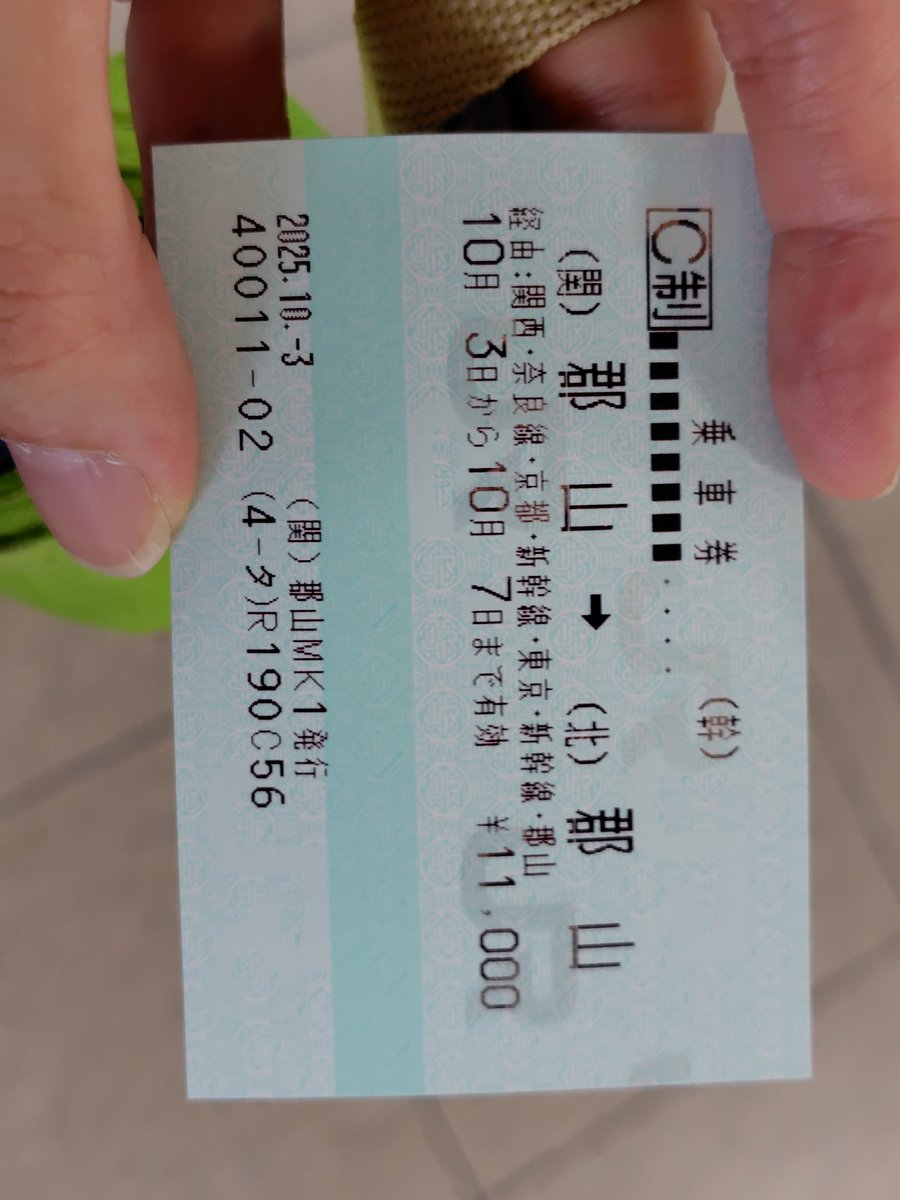 乗車券 (幹)
C制
(関)郡山➡(北)郡山
経由:関西・奈良線・京都・新幹線・東京・新幹線・郡山
10月 3日から10月 7日まで有効 ¥11,000
2025.10.-3 (関)郡山MK1発行
40011-02 (4-タ)R190C56